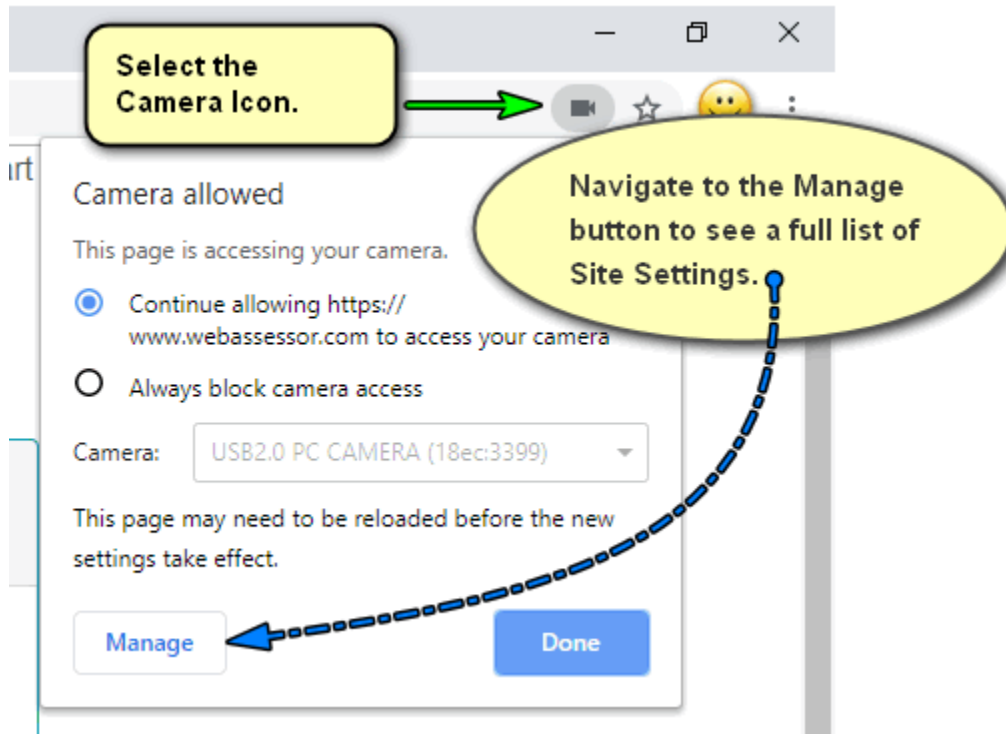 Select the
Camera Icon.
art
Camera allowed
Navigate to the Manage
button to see a full list of
Site Settings.
This page is accessing your camera.
Continue allowing https://
www.webassessor.com to access your camera
Always block camera access
Camera:
USB2.0 PC CAMERA (18ec:3399)
This page may need to be reloaded before the new
settings take effect.
Manage
Done